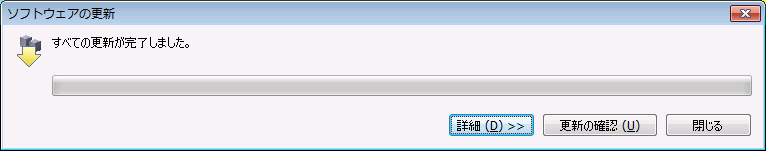 ソフトウェアの更新
すべての更新が完了しました。
詳細 (D) >>
更新の確認 (U)
閉じる